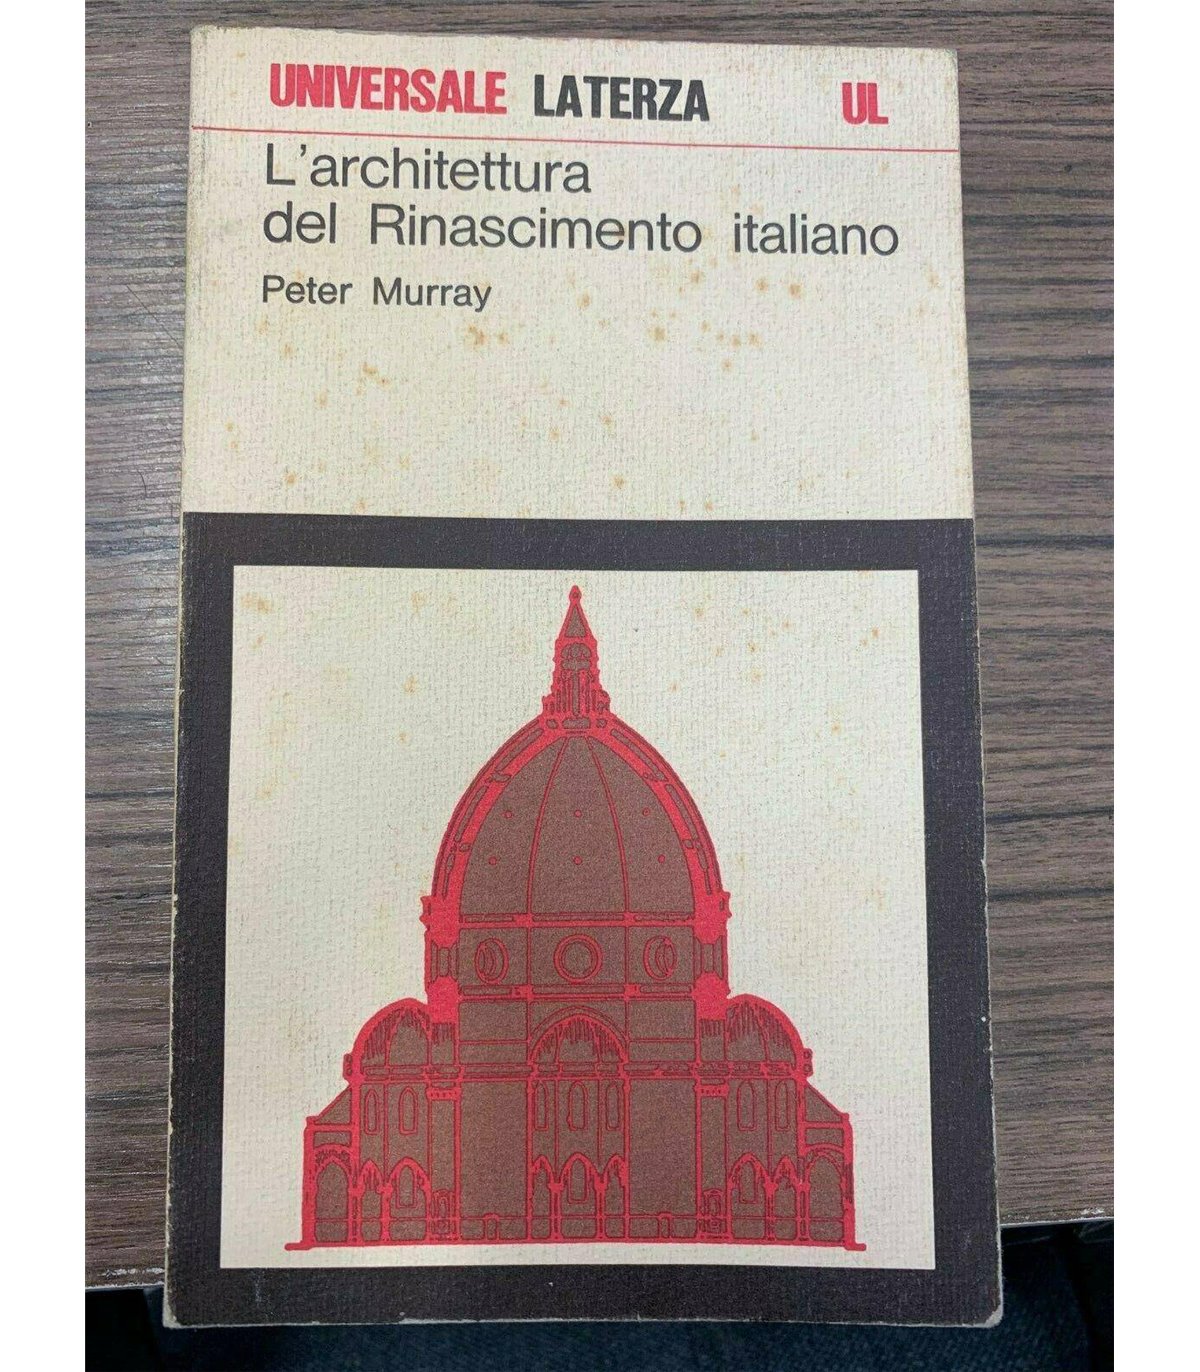 UNIVERSALE LATERZA UL
L'architettura
del Rinascimento italiano
Peter Murray